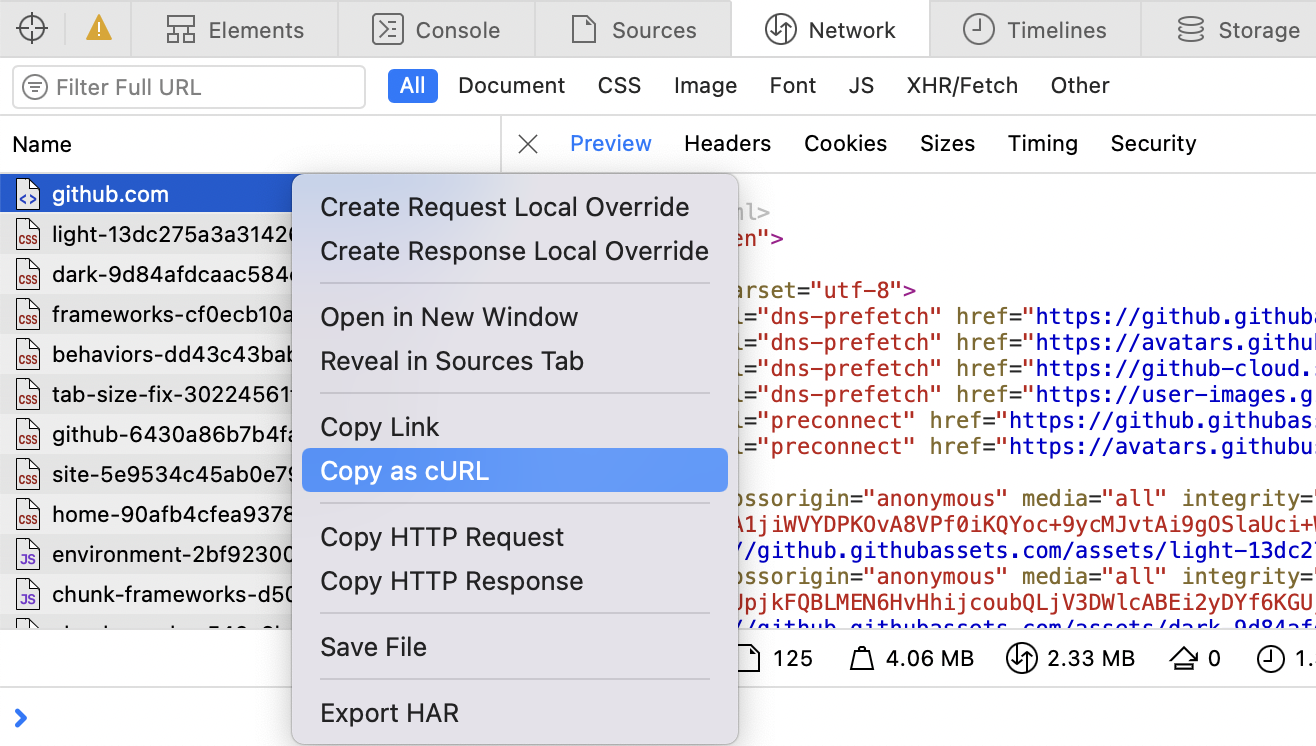 Elements Console Sources Network Timelines Storage
Filter Full URL All Document CSS Image Font JS XHR/Fetch Other
Name Preview Headers Cookies Sizes Timing Security
github.com
light-13dc275a3a3142
dark-9d84afdcaac584
frameworks-cf0ecb10a
behaviors-dd43c43bab
tab-size-fix-30224561
github-6430a86b7b4fa
site-5e9534c45ab0e79
home-90afb4cfea9378
environment-2bf92300
chunk-frameworks-d50
Create Request Local Override
Create Response Local Override
Open in New Window
Reveal in Sources Tab
Copy Link
Copy as cURL
Copy HTTP Request
Copy HTTP Response
Save File
Export HAR
ml>
en">
arset="utf-8">
l="dns-prefetch" href="https://github.githuba
l="dns-prefetch" href="https://avatars.githu
l="dns-prefetch" href="https://github-cloud.
l="dns-prefetch" href="https://user-images.g
l="preconnect" href="https://github.githubas
l="preconnect" href="https://avatars.githubu
ossorigin="anonymous" media="all" integrity=
A1jiWVYDPKOvA8VPf0iKQYoc+9ycMJvtAi9gOSlaUci+
//github.githubassets.com/assets/light-13dc2
ossorigin="anonymous" media="all" integrity=
UpjkFQBLMEN6HvHhijcoubQLjV3DWlcABEi2yDYf6KGU
//github.githubassets.com/assets/dark-9d84af
125 4.06 MB 2.33 MB 0 1.